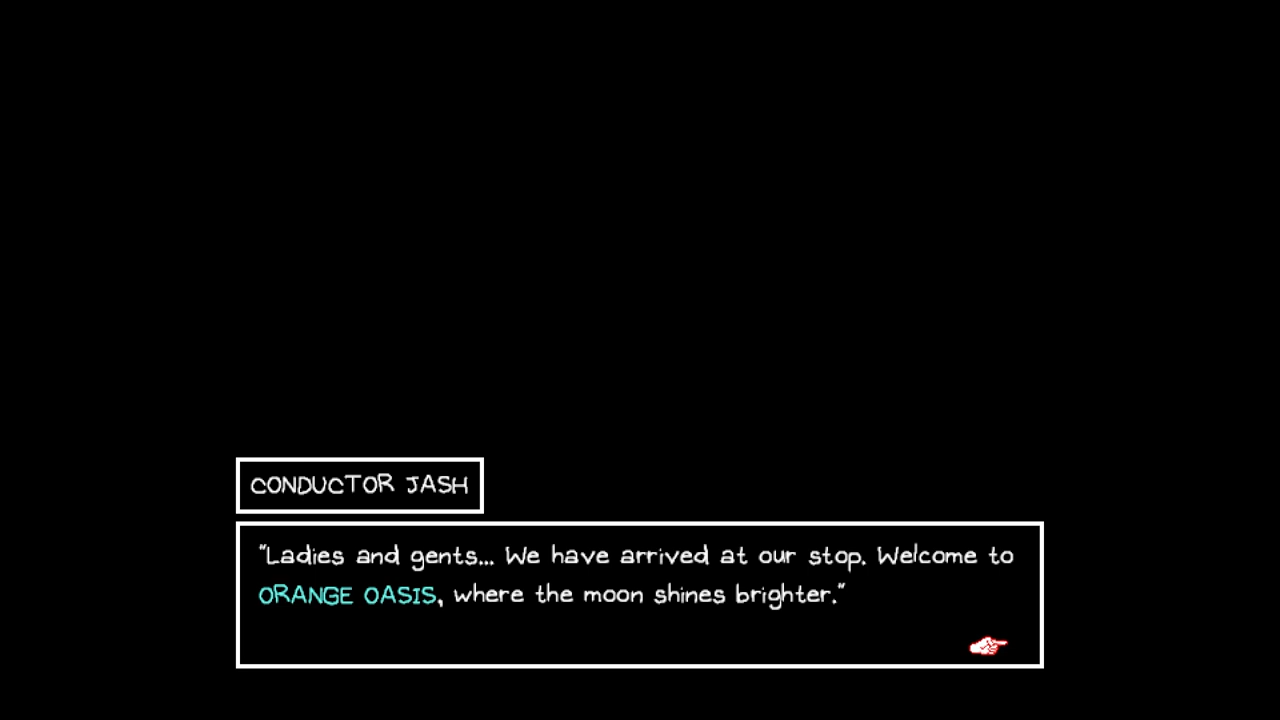 CONDUCTOR JASH
"Ladies and gents... We have arrived at our stop. Welcome to
ORANGE OASIS, where the moon shines brighter."